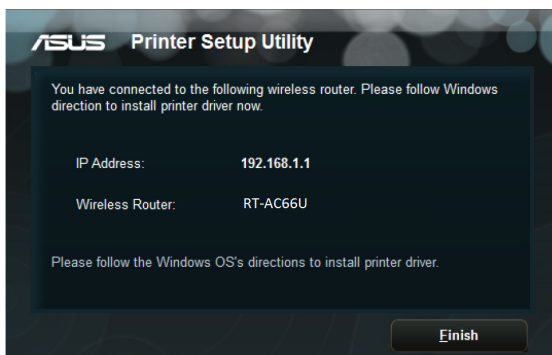 ASUS Printer Setup Utility
You have connected to the following wireless router. Please follow Windows
direction to install printer driver now.
IP Address: 192.168.1.1
Wireless Router: RT-AC66U
Please follow the Windows OS's directions to install printer driver.
Finish